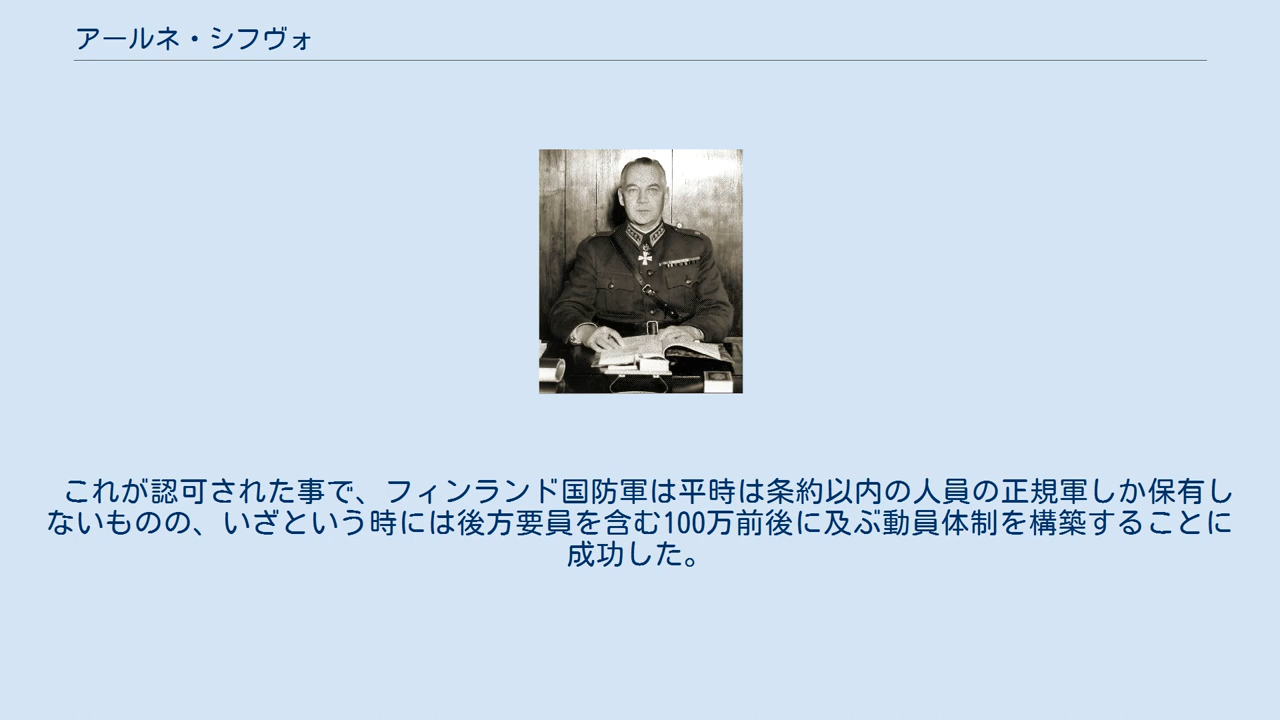 アールネ・シフヴォ
これが認可された事で、フィンランド国防軍は平時は条約以内の人員の正規軍しか保有し
ないものの、いざという時には後方要員を含む100万前後に及ぶ動員体制を構築することに
成功した。